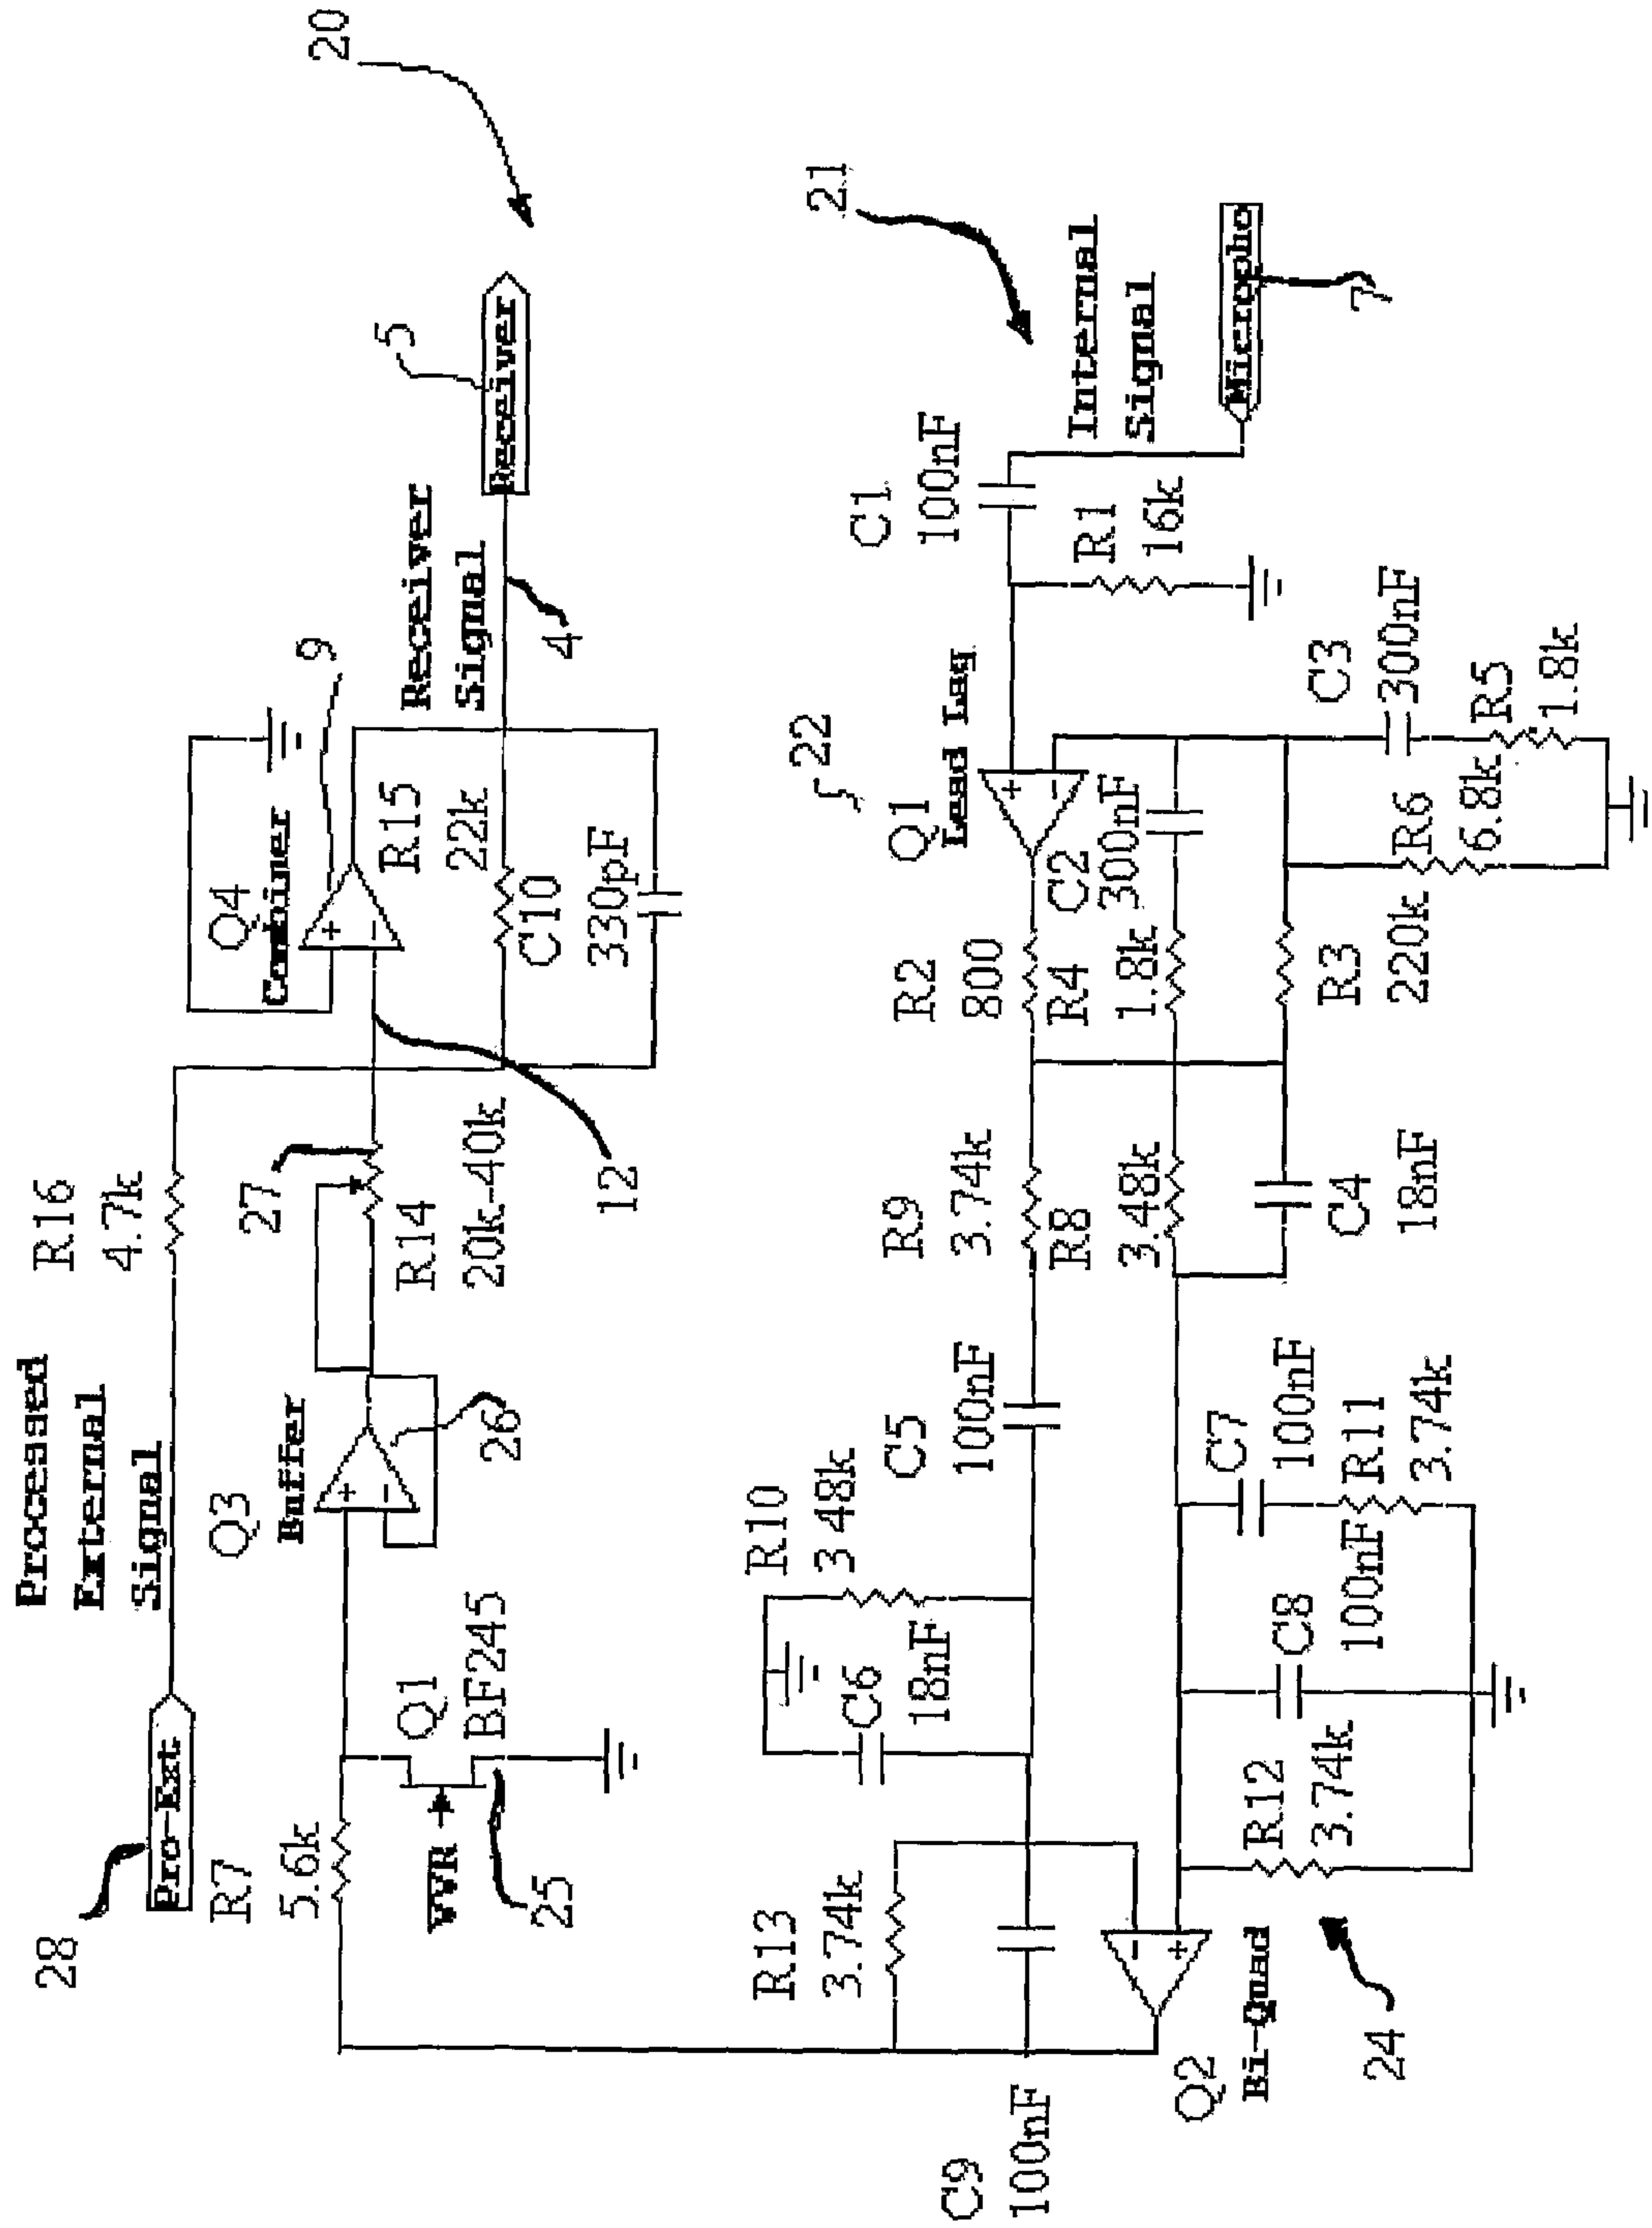 20
Processed
External
Signal
28
Pro-Ext
R16
4.7k
R7
5.6k
VVR
25
Q1
BF245
Q3
Buffer
26
27
R14
20k-40k
12
Q4
Combiner
9
R15
22k
C10
330pF
Receiver
Signal
4
5
Receiver
21
Internal
Signal
Micropho
7
C1
100nF
R1
16k
22
Q1
Lead Lag
R2
800
C2
300nF
R4
1.8k
R3
220k
C3
300nF
R5
1.8k
R6
6.8k
R9
3.74k
R8
3.48k
C4
18nF
C5
100nF
R10
3 48k
C6
18nF
C7
100nF
R11
3.74k
C8
100nF
R12
3.74k
R13
3.74k
C9
100nF
Q2
Bi-Quad
24